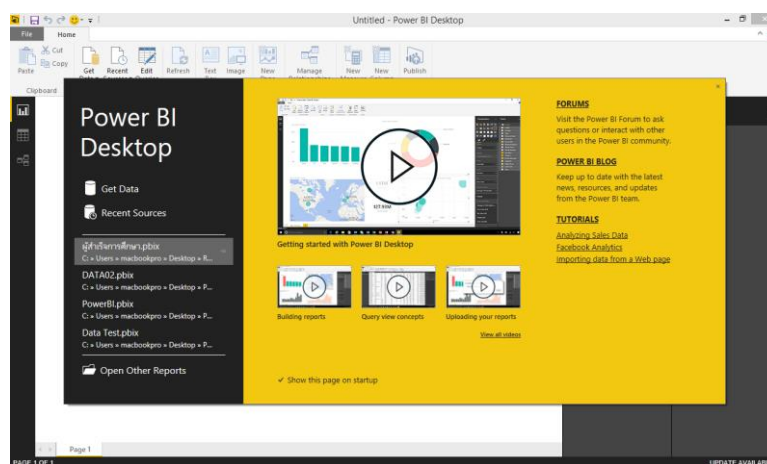 Untitled - Power BI Desktop
File Home
Cut
Copy
Paste
Get
Recent
Edit
Refresh
Text
Image
New
Manage
New
New
Publish
Clipboard
Power BI
Desktop
Get Data
Recent Sources
ผู้สำเร็จการศึกษา.pbix
C: » Users » macbookpro » Desktop » R...
DATA02.pbix
C: » Users » macbookpro » Desktop » P...
PowerBI.pbix
C: » Users » macbookpro » Desktop » P...
Data Test.pbix
C: » Users » macbookpro » Desktop » P...
Open Other Reports
Getting started with Power BI Desktop
Building reports
Query view concepts
Uploading your reports
View all videos
✓ Show this page on startup
FORUMS
Visit the Power BI Forum to ask
questions or interact with other
users in the Power BI community.
POWER BI BLOG
Keep up to date with the latest
news, resources, and updates
from the Power BI team.
TUTORIALS
Analyzing Sales Data
Facebook Analytics
Importing data from a Web page
Page 1
PAGE 1 OF 1